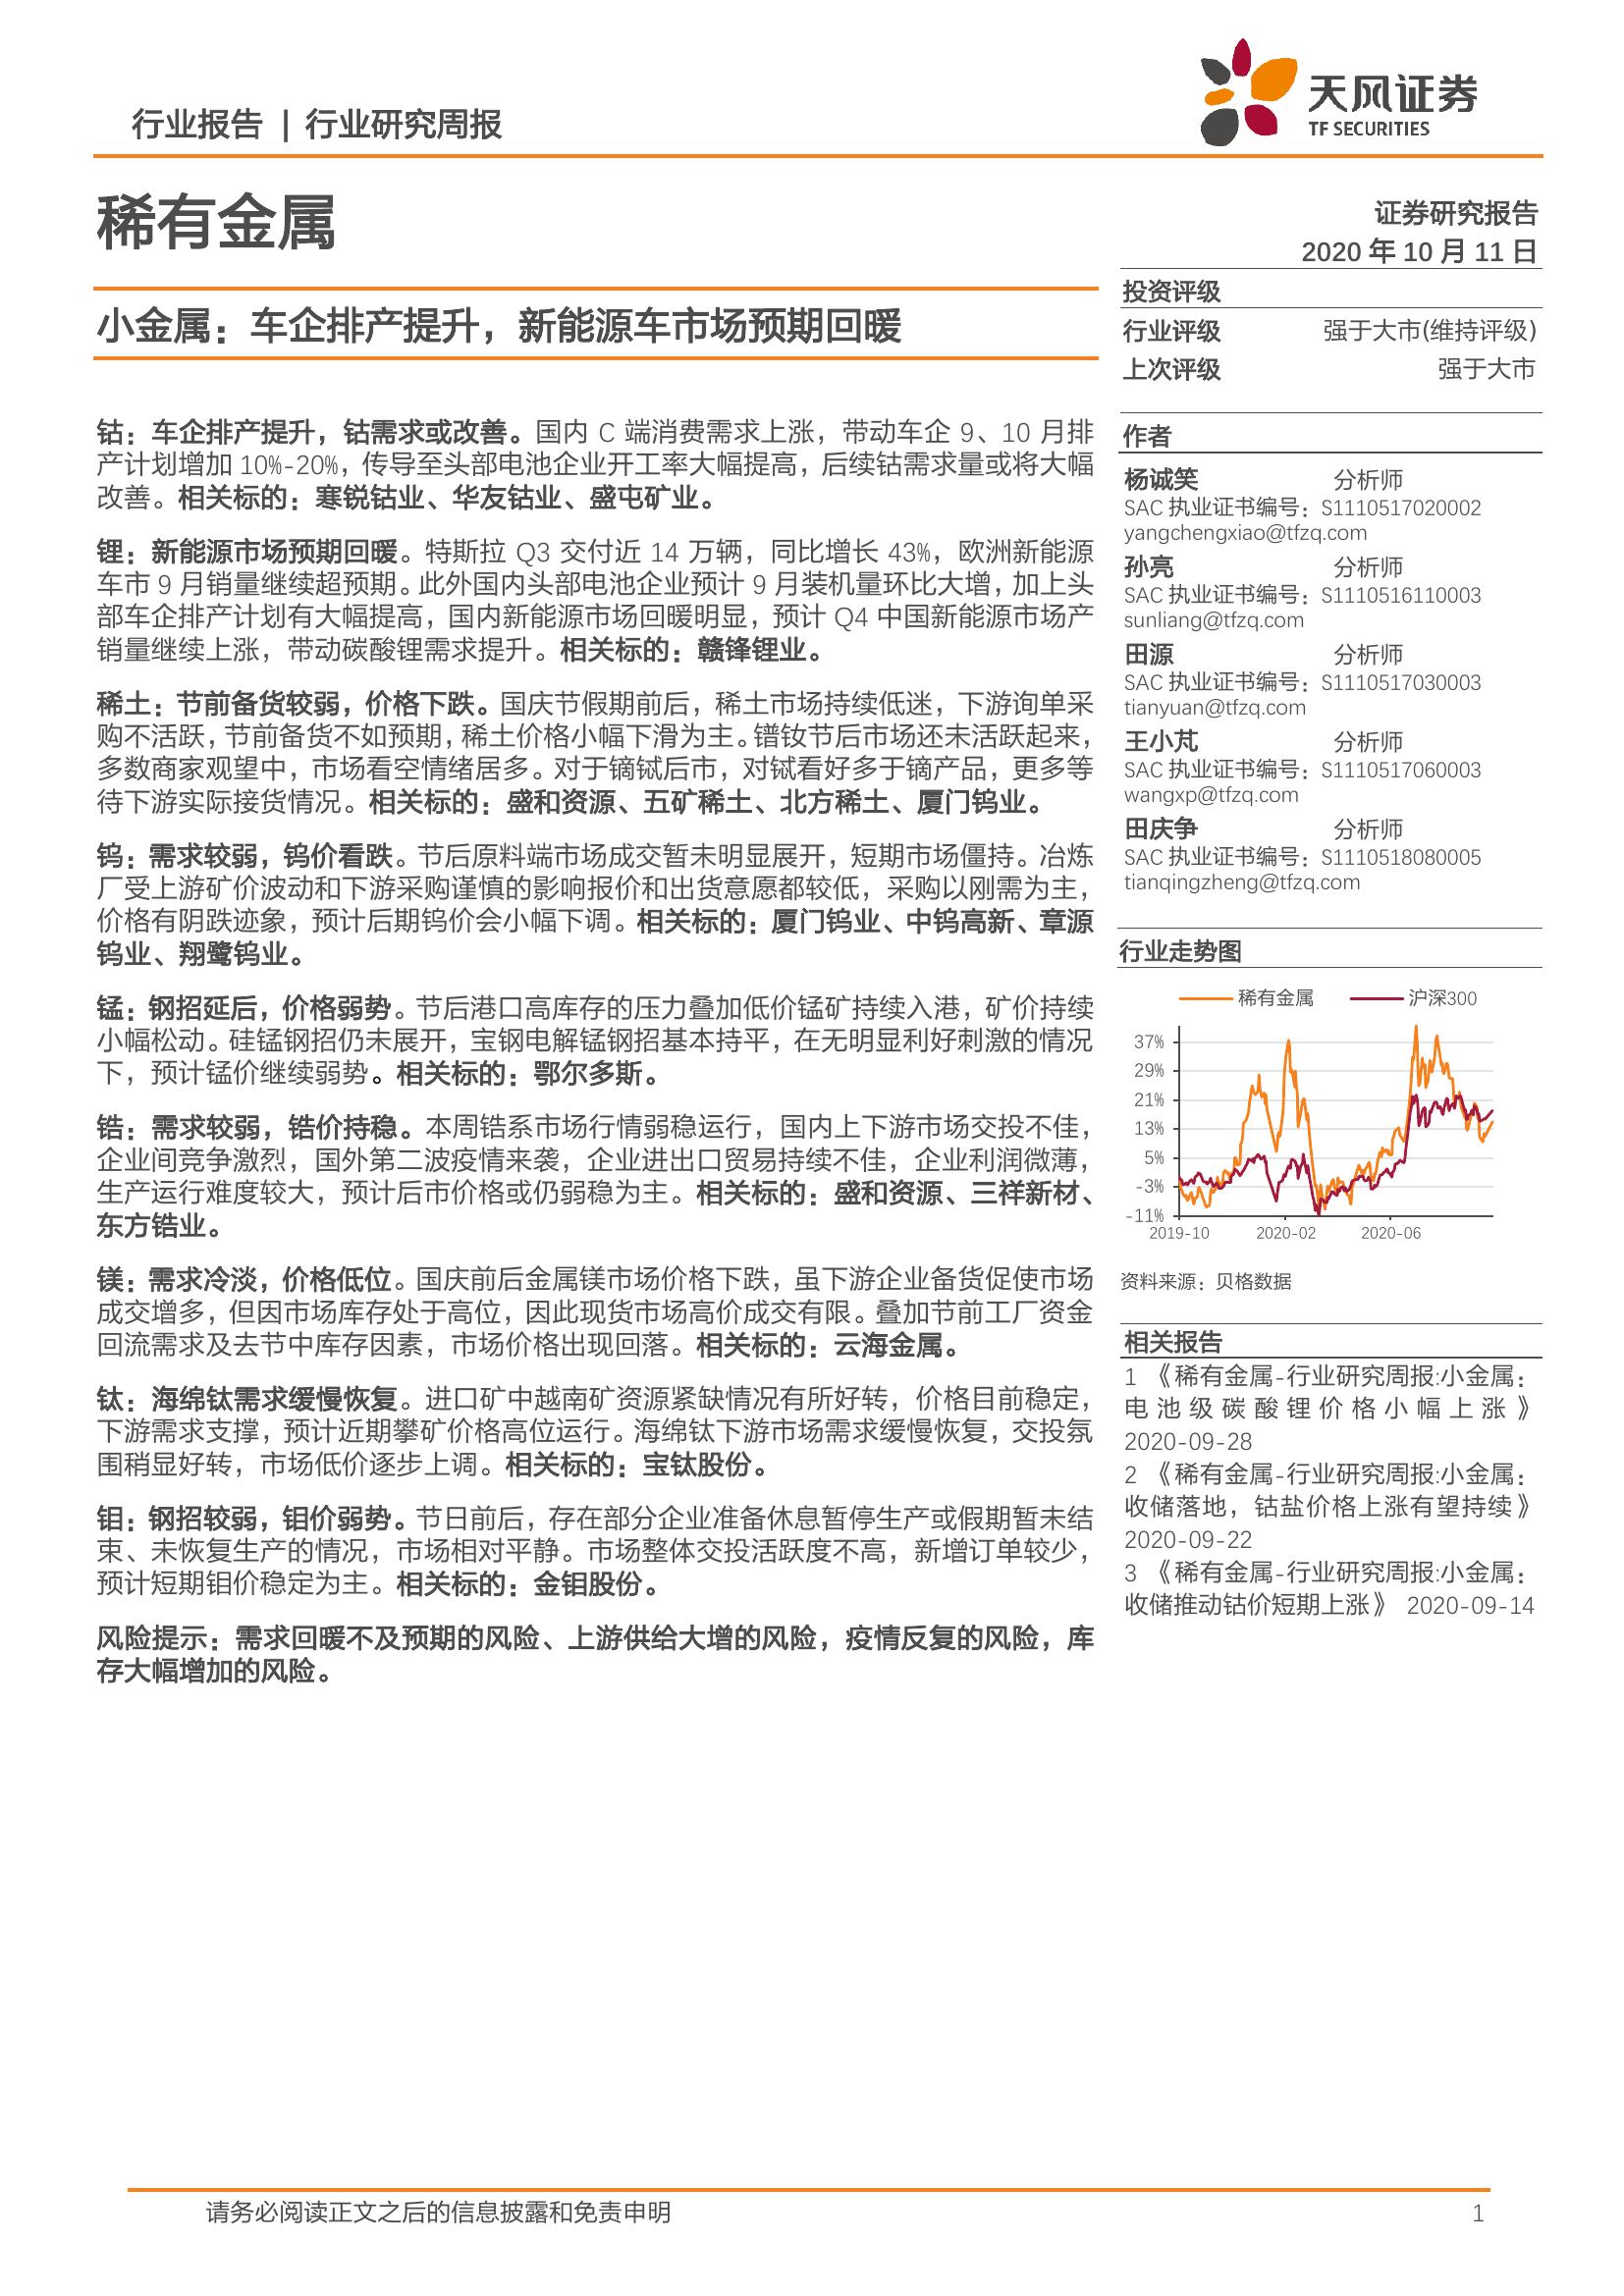 行业报告 | 行业研究周报
天风证券
TF SECURITIES
稀有金属
证券研究报告
2020 年 10 月 11 日
小金属：车企排产提升，新能源车市场预期回暖
钴：车企排产提升，钴需求或改善。国内 C 端消费需求上涨，带动车企 9、10 月排
产计划增加 10%-20%，传导至头部电池企业开工率大幅提高，后续钴需求量或将大幅
改善。相关标的：寒锐钴业、华友钴业、盛屯矿业。
锂：新能源市场预期回暖。特斯拉 Q3 交付近 14 万辆，同比增长 43%，欧洲新能源
车市 9 月销量继续超预期。此外国内头部电池企业预计 9 月装机量环比大增，加上头
部车企排产计划有大幅提高，国内新能源市场回暖明显，预计 Q4 中国新能源市场产
销量继续上涨，带动碳酸锂需求提升。相关标的：赣锋锂业。
稀土：节前备货较弱，价格下跌。国庆节假期前后，稀土市场持续低迷，下游询单采
购不活跃，节前备货不如预期，稀土价格小幅下滑为主。镨钕节后市场还未活跃起来，
多数商家观望中，市场看空情绪居多。对于镝铽后市，对铽看好多于镝产品，更多等
待下游实际接货情况。相关标的：盛和资源、五矿稀土、北方稀土、厦门钨业。
钨：需求较弱，钨价看跌。节后原料端市场成交暂未明显展开，短期市场僵持。冶炼
厂受上游矿价波动和下游采购谨慎的影响报价和出货意愿都较低，采购以刚需为主，
价格有阴跌迹象，预计后期钨价会小幅下调。相关标的：厦门钨业、中钨高新、章源
钨业、翔鹭钨业。
锰：钢招延后，价格弱势。节后港口高库存的压力叠加低价锰矿持续入港，矿价持续
小幅松动。硅锰钢招仍未展开，宝钢电解锰钢招基本持平，在无明显利好刺激的情况
下，预计锰价继续弱势。相关标的：鄂尔多斯。
锆：需求较弱，锆价持稳。本周锆系市场行情弱稳运行，国内上下游市场交投不佳，
企业间竞争激烈，国外第二波疫情来袭，企业进出口贸易持续不佳，企业利润微薄，
生产运行难度较大，预计后市价格或仍弱稳为主。相关标的：盛和资源、三祥新材、
东方锆业。
镁：需求冷淡，价格低位。国庆前后金属镁市场价格下跌，虽下游企业备货促使市场
成交增多，但因市场库存处于高位，因此现货市场高价成交有限。叠加节前工厂资金
回流需求及去节中库存因素，市场价格出现回落。相关标的：云海金属。
钛：海绵钛需求缓慢恢复。进口矿中越南矿资源紧缺情况有所好转，价格目前稳定，
下游需求支撑，预计近期攀矿价格高位运行。海绵钛下游市场需求缓慢恢复，交投氛
围稍显好转，市场低价逐步上调。相关标的：宝钛股份。
钼：钢招较弱，钼价弱势。节日前后，存在部分企业准备休息暂停生产或假期暂未结
束、未恢复生产的情况，市场相对平静。市场整体交投活跃度不高，新增订单较少，
预计短期钼价稳定为主。相关标的：金钼股份。
风险提示：需求回暖不及预期的风险、上游供给大增的风险，疫情反复的风险，库
存大幅增加的风险。
投资评级
行业评级 强于大市(维持评级)
上次评级 强于大市
作者
杨诚笑 分析师
SAC 执业证书编号：S1110517020002
yangchengxiao@tfzq.com
孙亮 分析师
SAC 执业证书编号：S1110516110003
sunliang@tfzq.com
田源 分析师
SAC 执业证书编号：S1110517030003
tianyuan@tfzq.com
王小芃 分析师
SAC 执业证书编号：S1110517060003
wangxp@tfzq.com
田庆争 分析师
SAC 执业证书编号：S1110518080005
tianqingzheng@tfzq.com
行业走势图
稀有金属 沪深300
37%
29%
21%
13%
5%
-3%
-11%
2019-10 2020-02 2020-06
资料来源：贝格数据
相关报告
1 《稀有金属-行业研究周报:小金属：
电池级碳酸锂价格小幅上涨》
2020-09-28
2 《稀有金属-行业研究周报:小金属：
收储落地，钴盐价格上涨有望持续》
2020-09-22
3 《稀有金属-行业研究周报:小金属：
收储推动钴价短期上涨》 2020-09-14
请务必阅读正文之后的信息披露和免责申明 1